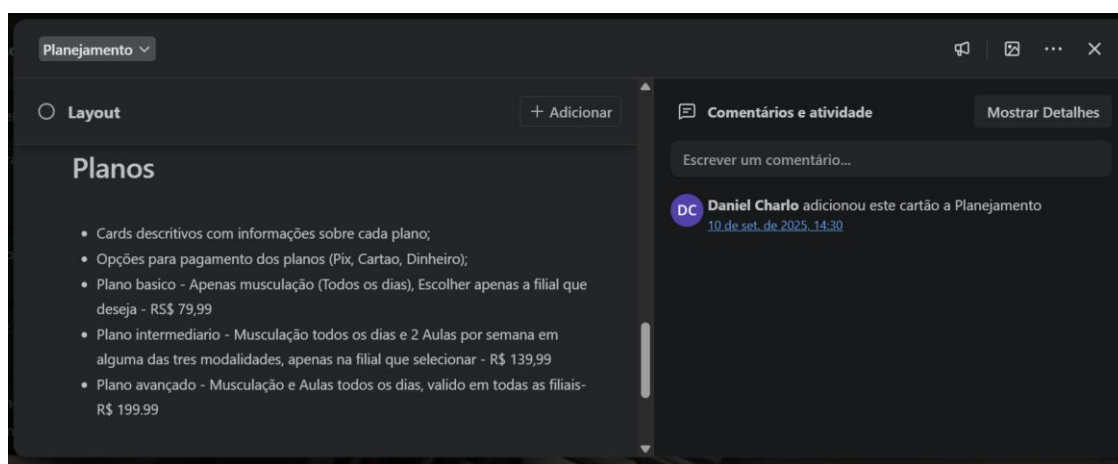 Planejamento
Layout
+ Adicionar
Planos
• Cards descritivos com informações sobre cada plano;
• Opções para pagamento dos planos (Pix, Cartao, Dinheiro);
• Plano basico - Apenas musculação (Todos os dias), Escolher apenas a filial que
deseja - RS$ 79,99
• Plano intermediario - Musculação todos os dias e 2 Aulas por semana em
alguma das tres modalidades, apenas na filial que selecionar - R$ 139,99
• Plano avançado - Musculação e Aulas todos os dias, valido em todas as filiais-
R$ 199.99
Comentários e atividade
Mostrar Detalhes
Escrever um comentário...
DC
Daniel Charlo adicionou este cartão a Planejamento
10 de set. de 2025, 14:30